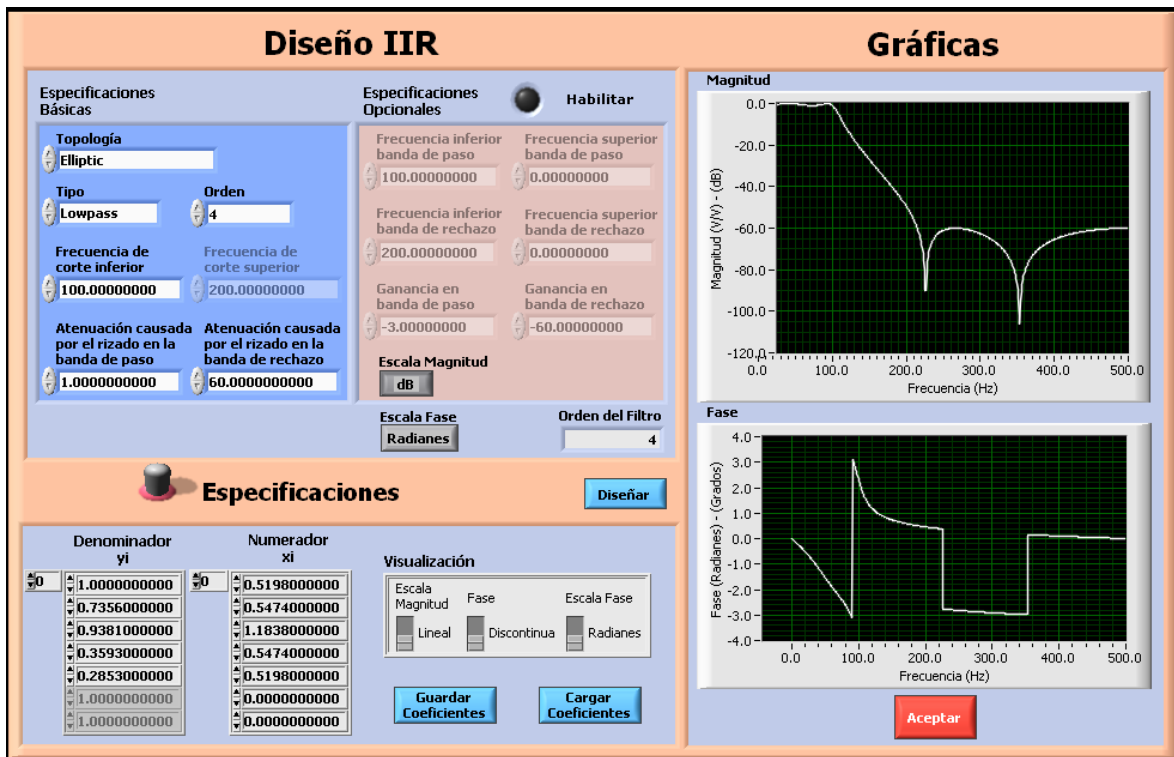 Diseño IIR
Especificaciones
Básicas
Topología
Elliptic
Tipo
Orden
Lowpass
4
Frecuencia de
corte inferior
Frecuencia de
corte superior
100.00000000
200.00000000
Atenuación causada
por el rizado en la
banda de paso
Atenuación causada
por el rizado en la
banda de rechazo
1.0000000000
60.0000000000
Especificaciones
Opcionales
Habilitar
Frecuencia inferior
banda de paso
Frecuencia superior
banda de paso
100.00000000
0.00000000
Frecuencia inferior
banda de rechazo
Frecuencia superior
banda de rechazo
200.00000000
0.00000000
Ganancia en
banda de paso
Ganancia en
banda de rechazo
-3.00000000
-60.00000000
Escala Magnitud
dB
Escala Fase
Radianes
Orden del Filtro
4
Especificaciones
Diseñar
Denominador
yi
0
1.0000000000
0.7356000000
0.9381000000
0.3593000000
0.2853000000
1.0000000000
1.0000000000
Numerador
xi
0
0.5198000000
0.5474000000
1.1838000000
0.5474000000
0.5198000000
0.0000000000
0.0000000000
Visualización
Escala
Magnitud
Lineal
Fase
Discontinua
Escala Fase
Radianes
Guardar
Coeficientes
Cargar
Coeficientes
Gráficas
Magnitud
Magnitud (V/V) - (dB)
0.0
-20.0
-40.0
-60.0
-80.0
-100.0
-120.0
0.0 100.0 200.0 300.0 400.0 500.0
Frecuencia (Hz)
Fase
Fase (Radianes) - (Grados)
4.0
3.0
2.0
1.0
0.0
-1.0
-2.0
-3.0
-4.0
0.0 100.0 200.0 300.0 400.0 500.0
Frecuencia (Hz)
Aceptar